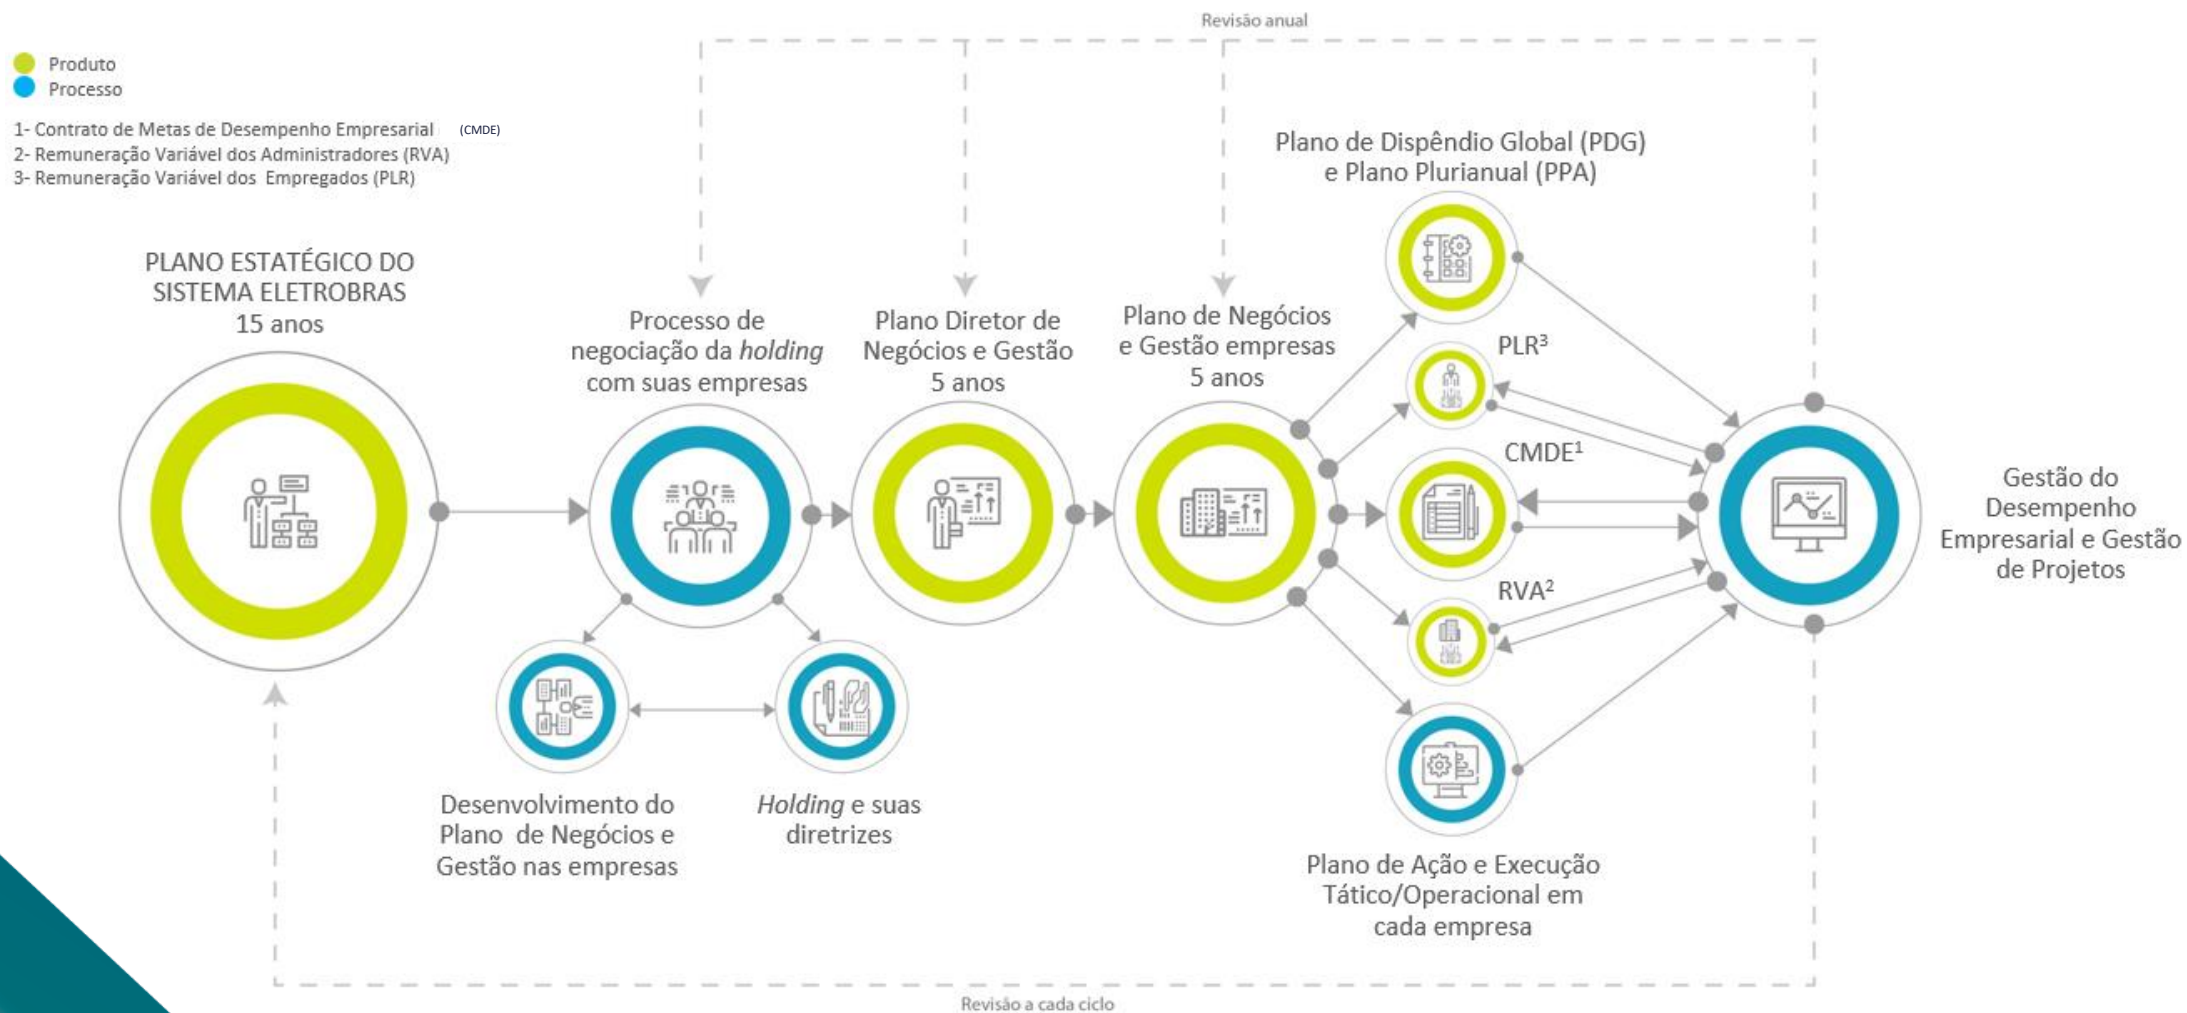 Revisão anual
Produto
Processo
1- Contrato de Metas de Desempenho Empresarial (CMDE)
2- Remuneração Variável dos Administradores (RVA)
3- Remuneração Variável dos Empregados (PLR)
PLANO ESTATÉGICO DO
SISTEMA ELETROBRAS
15 anos
Processo de
negociação da holding
com suas empresas
Plano Diretor de
Negócios e Gestão
5 anos
Plano de Negócios
e Gestão empresas
5 anos
Plano de Dispêndio Global (PDG)
e Plano Plurianual (PPA)
PLR³
CMDE¹
RVA²
Gestão do
Desempenho
Empresarial e Gestão
de Projetos
Desenvolvimento do
Plano de Negócios e
Gestão nas empresas
Holding e suas
diretrizes
Plano de Ação e Execução
Tático/Operacional em
cada empresa
Revisão a cada ciclo